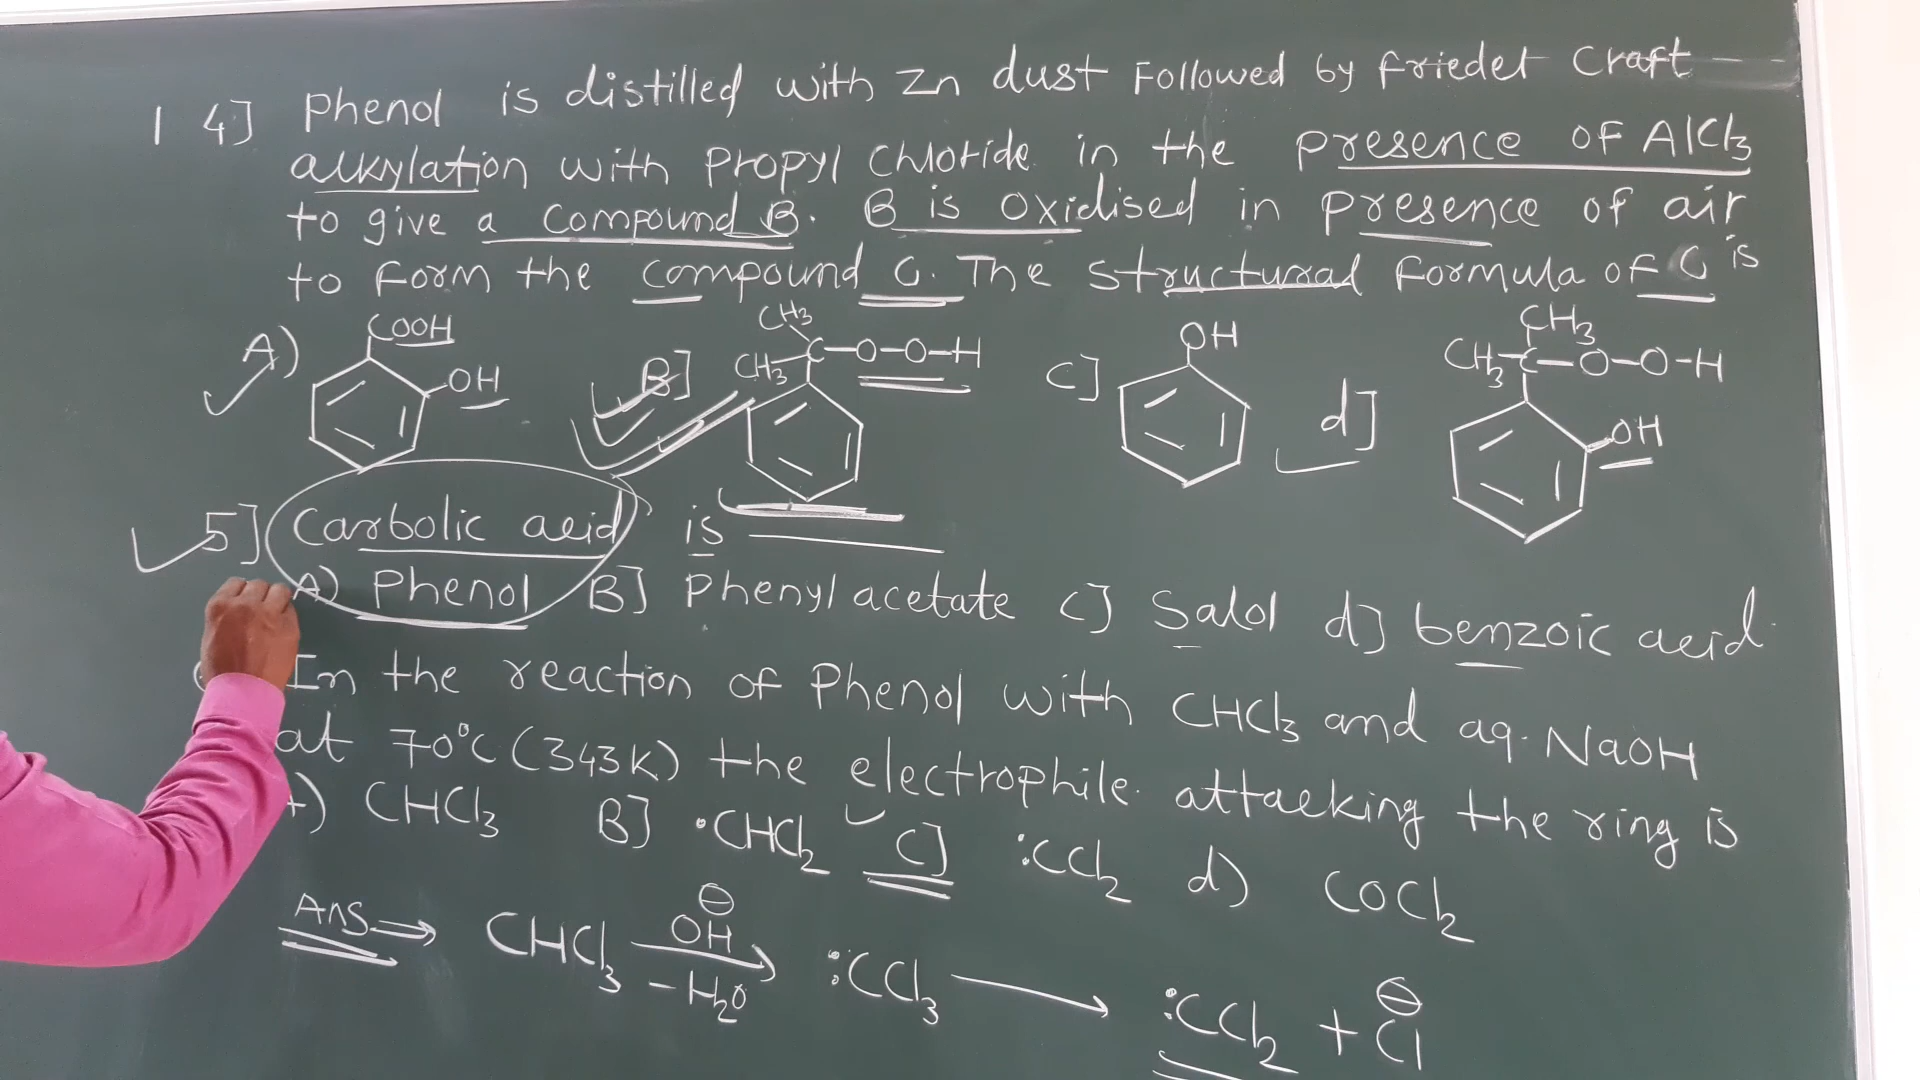 1 4] Phenol is distilled with Zn dust Followed by friedet Craft
alkylation with Propyl Chloride in the presence of AlCl3
to give a compound B. B is oxidised in presence of air
to form the compound C. The structural formula of C is
A) COOH OH B] CH3 CH3 C-O-O-H C] OH d] CH3 CH3 C-O-O-H OH
5] Carbolic acid is
A) Phenol B] Phenyl acetate C] Salol d] benzoic acid.
In the reaction of Phenol with CHCl3 and aq. NaOH
at 70°C (343K) the electrophile attacking the ring is
A) CHCl3 B] •CHCl2 C] :CCl2 d) COCl2
Ans → CHCl3 OH⊖ -H2O → :CCl3 → :CCl2 + Cl⊖